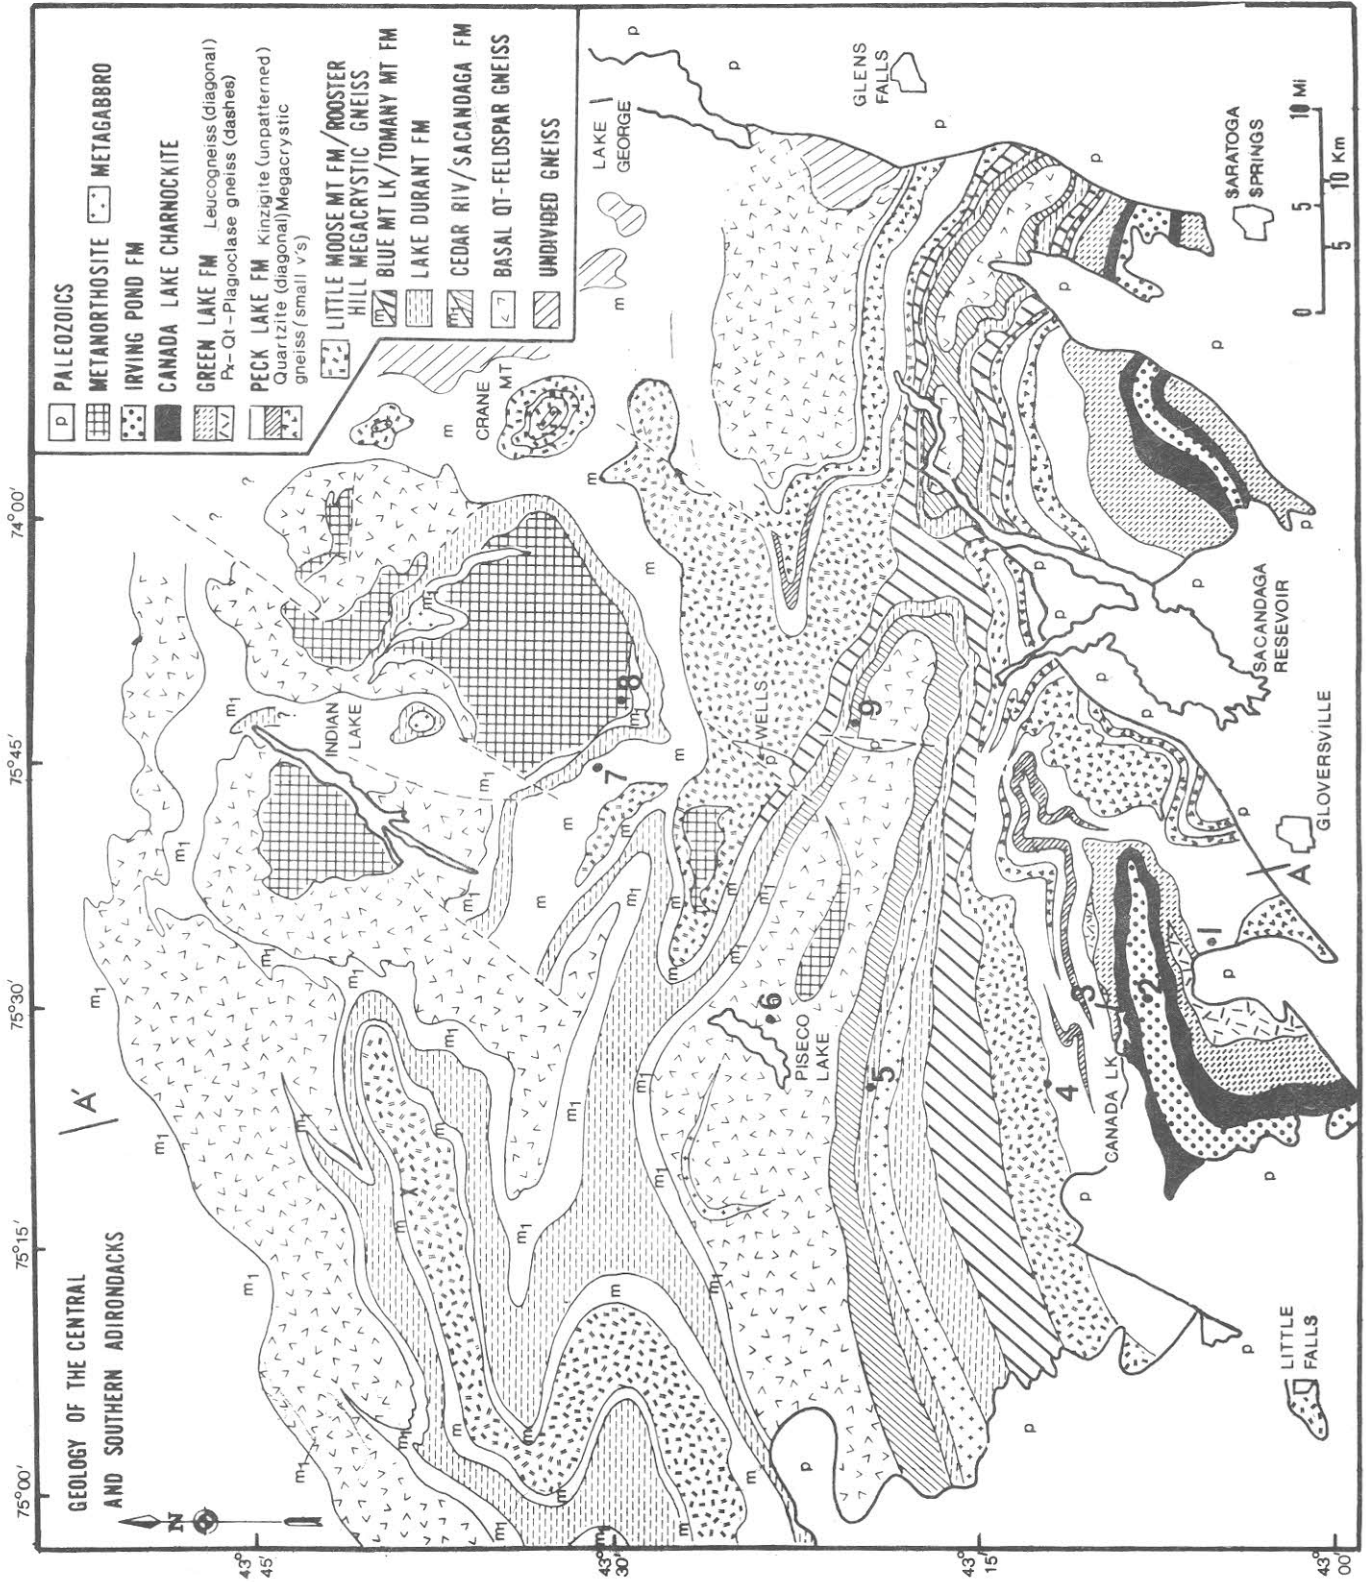 GEOLOGY OF THE CENTRAL
AND SOUTHERN ADIRONDACKS
N
75°00'
75°15'
75°30'
75°45'
74°00'
43°45'
43°30'
43°15'
43°00'
p PALEOZOICS
METANORTHOSITE METAGABBRO
IRVING POND FM
CANADA LAKE CHARNOCKITE
GREEN LAKE FM Leucogneiss (diagonal)
Px-Qt-Plagioclase gneiss (dashes)
PECK LAKE FM Kinzigite (unpatterned)
Quartzite (diagonal) Megacrystic
gneiss (small v's)
LITTLE MOOSE MT FM/ROOSTER
HILL MEGACRYSTIC GNEISS
m BLUE MT LK/TOMANY MT FM
LAKE DURANT FM
m1 CEDAR RIV/SACANDAGA FM
BASAL QT-FELDSPAR GNEISS
UNDIVIDED GNEISS
A'
INDIAN
LAKE
CRANE
MT
LAKE
GEORGE
GLENS
FALLS
WELLS
PISECO
LAKE
CANADA LK
SACANDAGA
RESEVOIR
GLOVERSVILLE
SARATOGA
SPRINGS
LITTLE
FALLS
A
1
2
3
4
5
6
7
8
9
0 5 10 Mi
5 10 Km